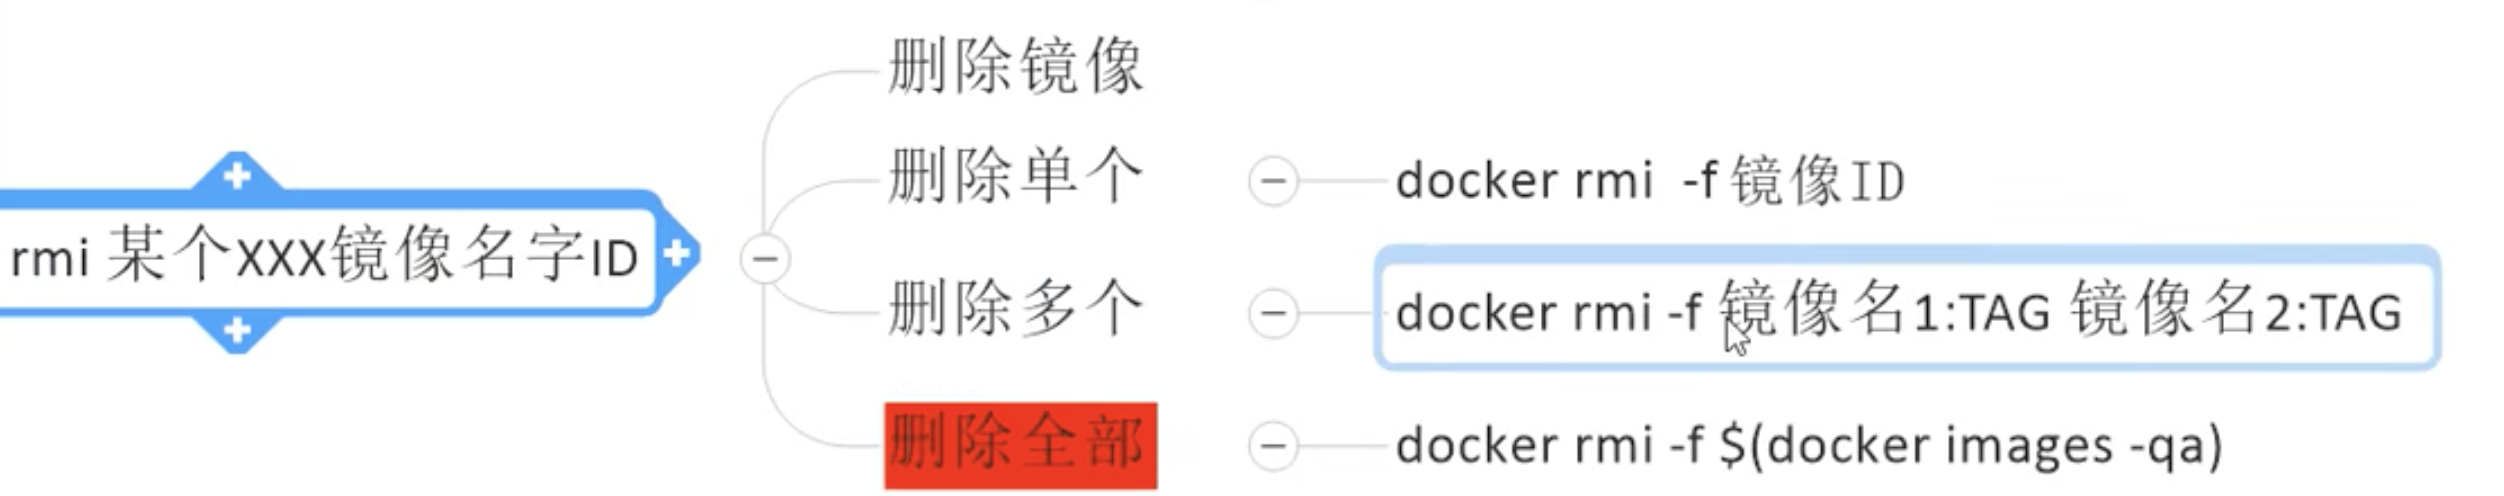 rmi 某个XXX镜像名字ID
删除镜像
删除单个
docker rmi -f 镜像ID
删除多个
docker rmi -f 镜像名1:TAG 镜像名2:TAG
删除全部
docker rmi -f $(docker images -qa)